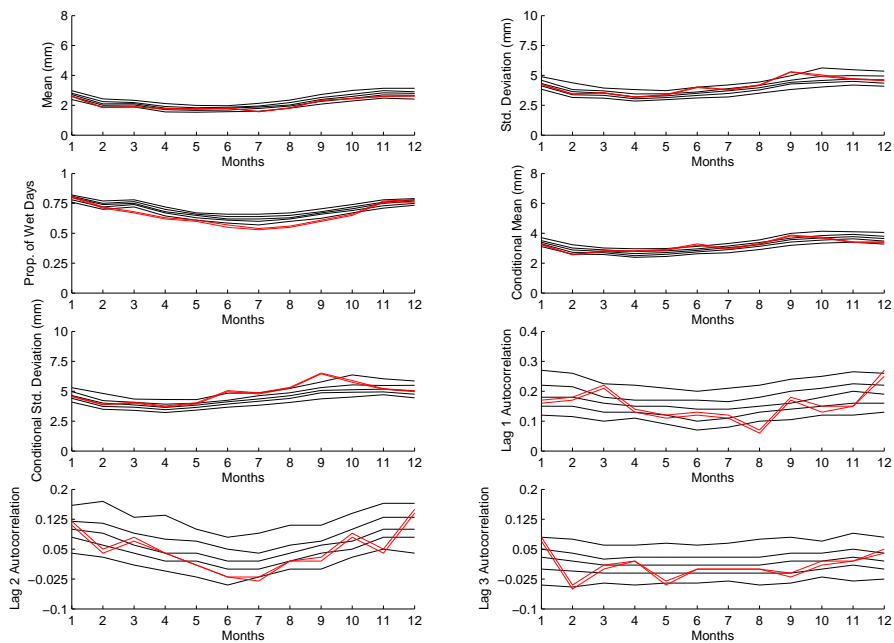 Mean (mm)
8
6
4
2
0
1 2 3 4 5 6 7 8 9 10 11 12
Months
Std. Deviation (mm)
10
7.5
5
2.5
0
1 2 3 4 5 6 7 8 9 10 11 12
Months
Prop. of Wet Days
1
0.75
0.5
0.25
0
1 2 3 4 5 6 7 8 9 10 11 12
Months
Conditional Mean (mm)
8
6
4
2
0
1 2 3 4 5 6 7 8 9 10 11 12
Months
Conditional Std. Deviation (mm)
10
7.5
5
2.5
0
1 2 3 4 5 6 7 8 9 10 11 12
Months
Lag 1 Autocorrelation
0.4
0.3
0.2
0.1
0
1 2 3 4 5 6 7 8 9 10 11 12
Months
Lag 2 Autocorrelation
0.2
0.125
0.05
−0.025
−0.1
1 2 3 4 5 6 7 8 9 10 11 12
Months
Lag 3 Autocorrelation
0.2
0.125
0.05
−0.025
−0.1
1 2 3 4 5 6 7 8 9 10 11 12
Months